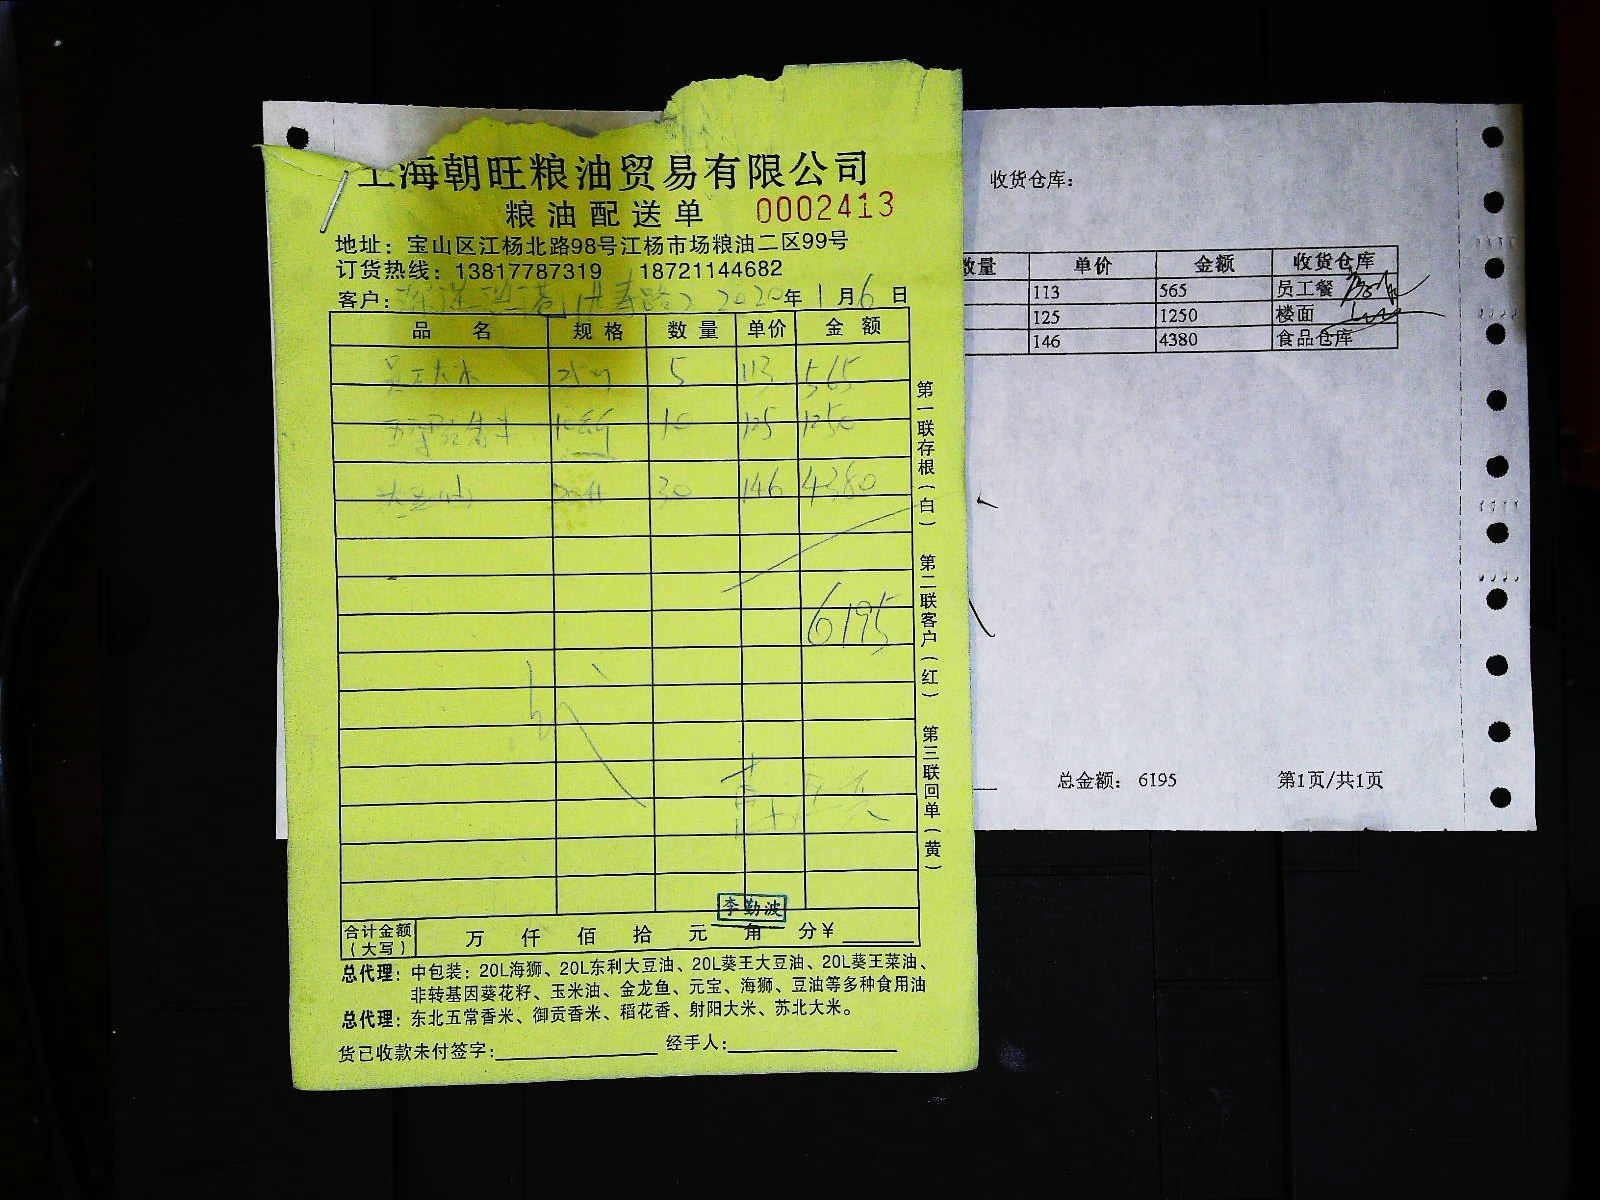 上海朝旺粮油贸易有限公司
粮油配送单 0002413
地址：宝山区江杨北路98号江杨市场粮油二区99号
订货热线：13817787319 18721144682
客户： 2020年1月6日
品名 规格 数量 单价 金额
5 113 565
10 125 1250
大豆油 30 146 4380
6195
李勤波
合计金额（大写） 万 仟 佰 拾 元 角 分￥
总代理：中包装：20L海狮、20L东利大豆油、20L葵王大豆油、20L葵王菜油、
非转基因葵花籽、玉米油、金龙鱼、元宝、海狮、豆油等多种食用油
总代理：东北五常香米、御贡香米、稻花香、射阳大米、苏北大米。
货已收款未付签字： 经手人：
第一联存根（白） 第二联客户（红） 第三联回单（黄）
收货仓库：
数量 单价 金额 收货仓库
113 565 员工餐
125 1250 楼面
146 4380 食品仓库
总金额： 6195 第1页/共1页